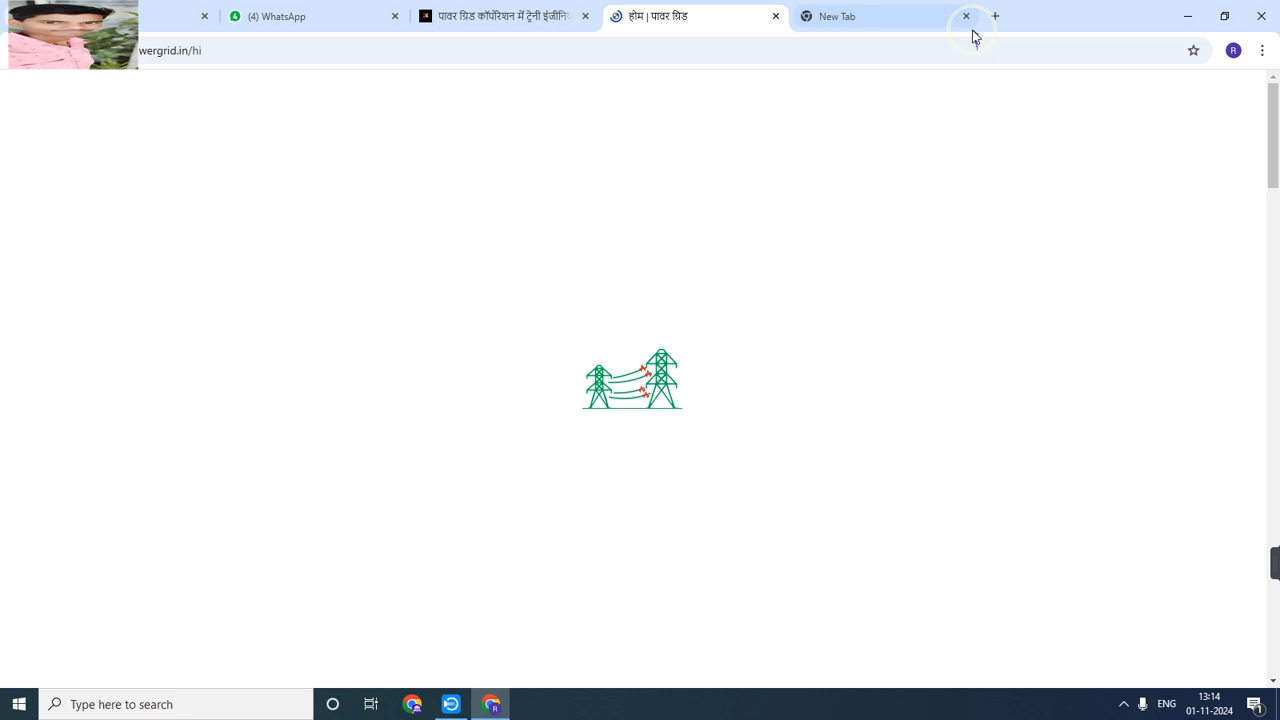 (4) WhatsApp
पावर ग्रिड
होम | पावर ग्रिड
New Tab
wergrid.in/hi
R
Type here to search
ENG
13:14
01-11-2024